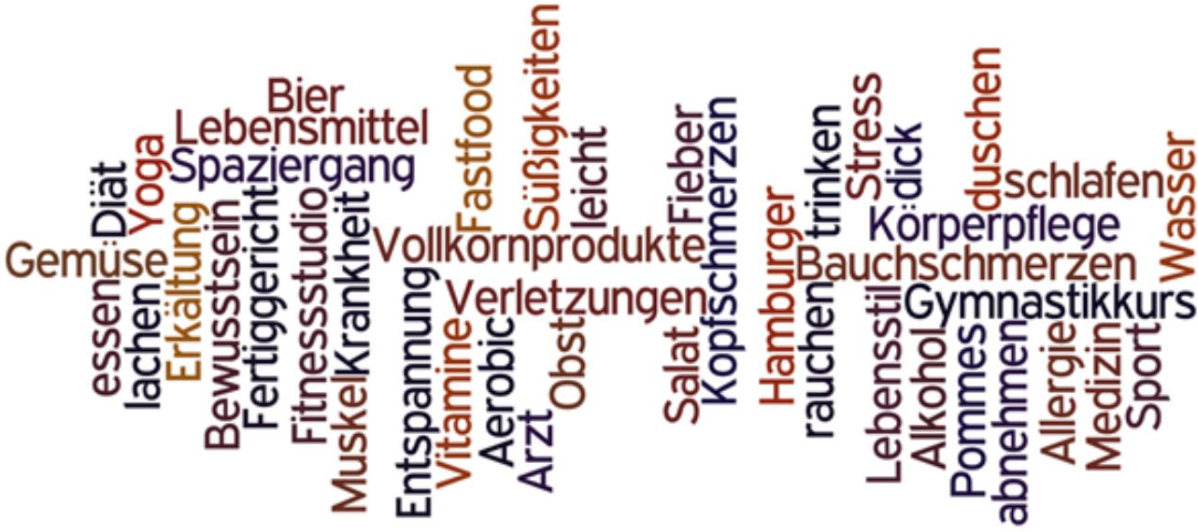 Bier
Lebensmittel
Spaziergang
Diät
Yoga
Gemüse
essen
lachen
Erkältung
Bewusstsein
Fertiggericht
Fitnessstudio
Krankheit
Muskel
Fastfood
Süßigkeiten
leicht
Vollkornprodukte
Verletzungen
Entspannung
Vitamine
Aerobic
Arzt
Obst
Fieber
Kopfschmerzen
Salat
Hamburger
trinken
rauchen
Stress
dick
duschen
schlafen
Wasser
Körperpflege
Bauchschmerzen
Gymnastikkurs
Lebensstil
Alkohol
Pommes
abnehmen
Allergie
Medizin
Sport